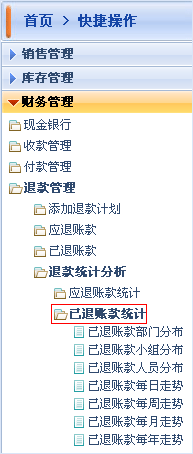 首页 > 快捷操作
销售管理
库存管理
财务管理
现金银行
收款管理
付款管理
退款管理
添加退款计划
应退账款
已退账款
退款统计分析
应退账款统计
已退账款统计
已退账款部门分布
已退账款小组分布
已退账款人员分布
已退账款每日走势
已退账款每周走势
已退账款每月走势
已退账款每年走势